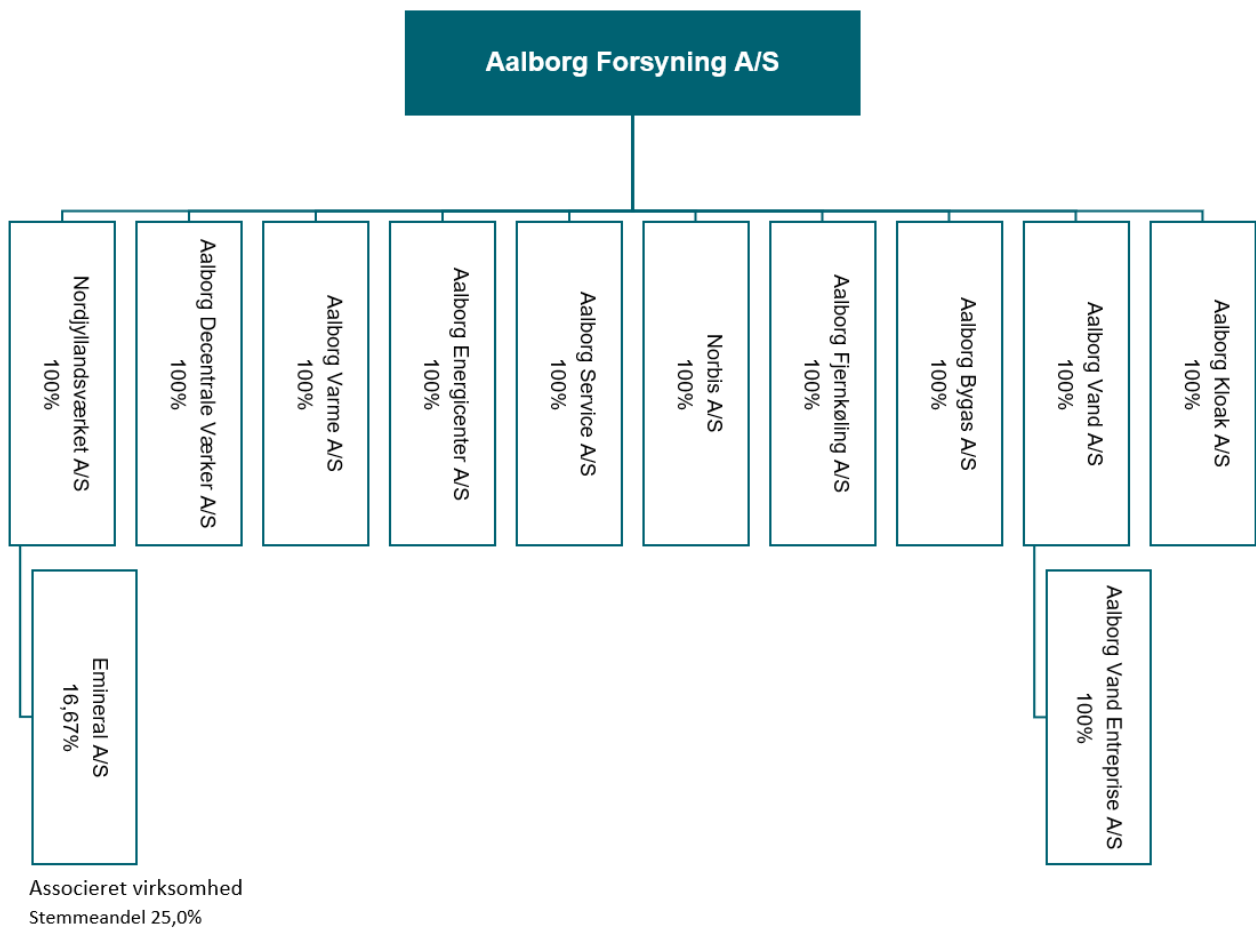 Aalborg Forsyning A/S
Nordjyllandsværket A/S
100%
Aalborg Decentrale Værker A/S
100%
Aalborg Varme A/S
100%
Aalborg Energicenter A/S
100%
Aalborg Service A/S
100%
Norbis A/S
100%
Aalborg Fjernkøling A/S
100%
Aalborg Bygas A/S
100%
Aalborg Vand A/S
100%
Aalborg Kloak A/S
100%
Emineral A/S
16,67%
Aalborg Vand Entreprise A/S
100%
Associeret virksomhed
Stemmeandel 25,0%